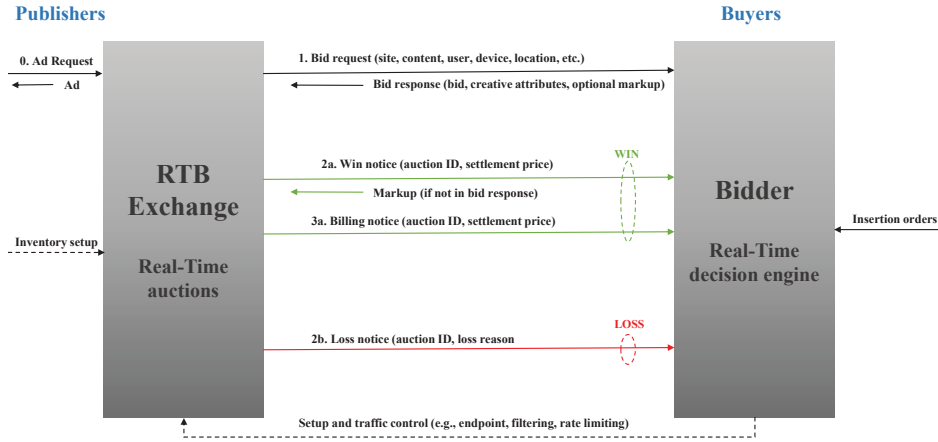 Publishers
Buyers
0. Ad Request
Ad
1. Bid request (site, content, user, device, location, etc.)
Bid response (bid, creative attributes, optional markup)
RTB
Exchange
Real-Time
auctions
2a. Win notice (auction ID, settlement price)
WIN
Markup (if not in bid response)
3a. Billing notice (auction ID, settlement price)
Bidder
Real-Time
decision engine
Insertion orders
Inventory setup
2b. Loss notice (auction ID, loss reason
LOSS
Setup and traffic control (e.g., endpoint, filtering, rate limiting)